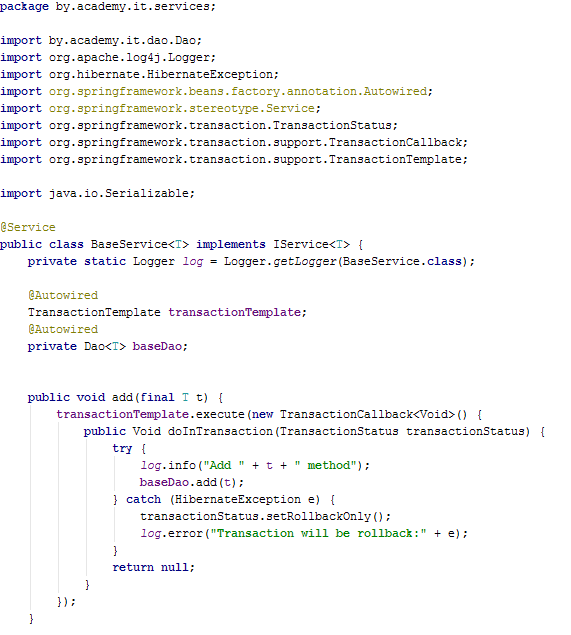 package by.academy.it.services;
import by.academy.it.dao.Dao;
import org.apache.log4j.Logger;
import org.hibernate.HibernateException;
import org.springframework.beans.factory.annotation.Autowired;
import org.springframework.stereotype.Service;
import org.springframework.transaction.TransactionStatus;
import org.springframework.transaction.support.TransactionCallback;
import org.springframework.transaction.support.TransactionTemplate;
import java.io.Serializable;
@Service
public class BaseService<T> implements IService<T> {
    private static Logger log = Logger.getLogger(BaseService.class);
    @Autowired
    TransactionTemplate transactionTemplate;
    @Autowired
    private Dao<T> baseDao;
    public void add(final T t) {
        transactionTemplate.execute(new TransactionCallback<Void>() {
            public Void doInTransaction(TransactionStatus transactionStatus) {
                try {
                    log.info("Add " + t + " method");
                    baseDao.add(t);
                } catch (HibernateException e) {
                    transactionStatus.setRollbackOnly();
                    log.error("Transaction will be rollback:" + e);
                }
                return null;
            }
        });
    }